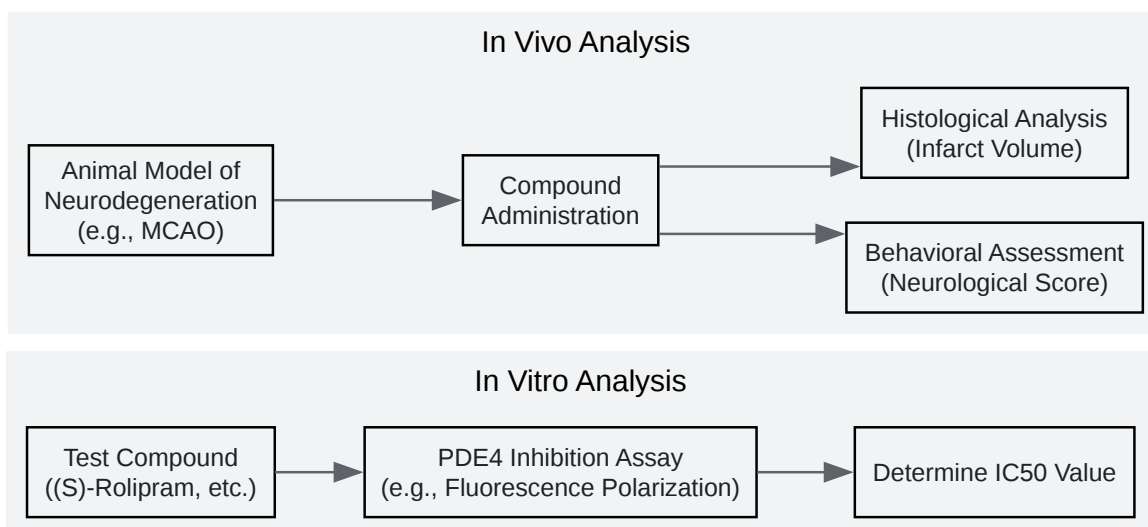 In Vivo Analysis
Animal Model of
Neurodegeneration
(e.g., MCAO)
Compound
Administration
Histological Analysis
(Infarct Volume)
Behavioral Assessment
(Neurological Score)
In Vitro Analysis
Test Compound
((S)-Rolipram, etc.)
PDE4 Inhibition Assay
(e.g., Fluorescence Polarization)
Determine IC50 Value